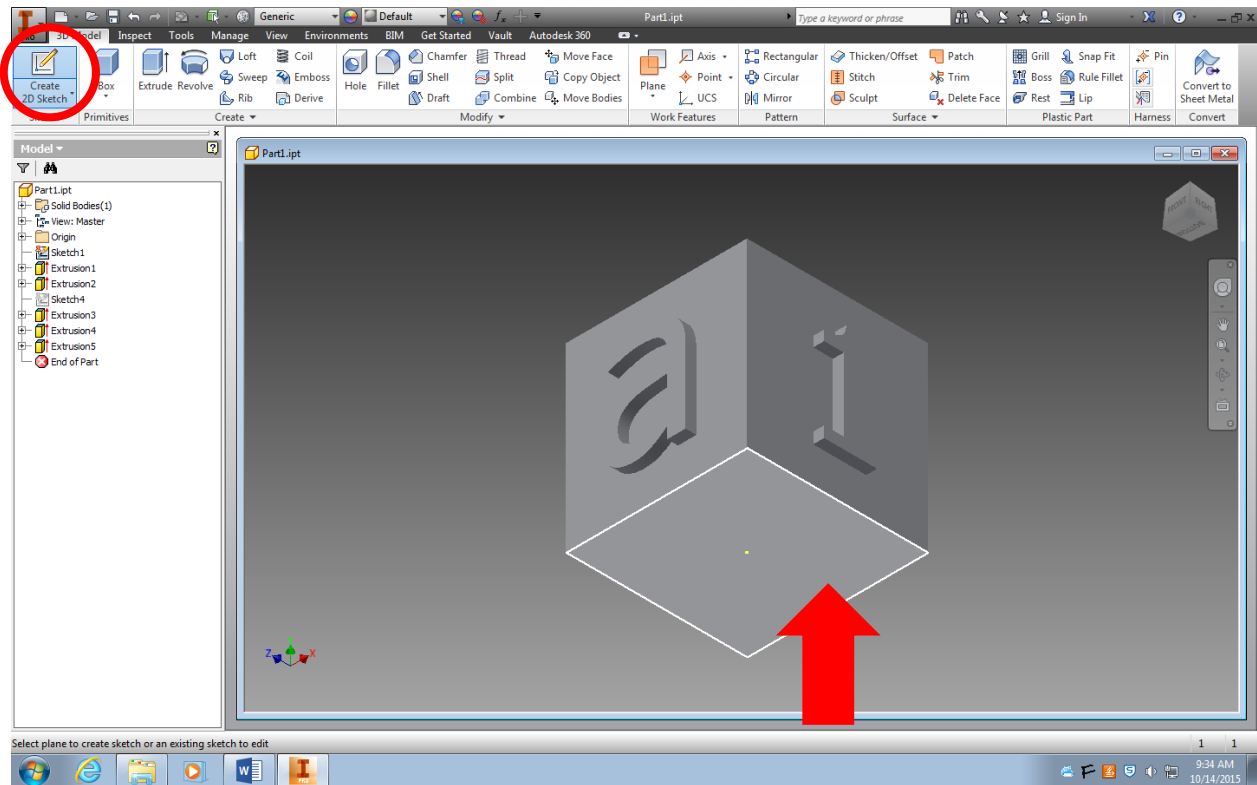 Generic Default Part1.ipt Type a keyword or phrase Sign In
3D Model Inspect Tools Manage View Environments BIM Get Started Vault Autodesk 360
Create 2D Sketch
Box
Extrude Revolve
Loft Coil
Sweep Emboss
Rib Derive
Hole Fillet
Chamfer Thread Move Face
Shell Split Copy Object
Draft Combine Move Bodies
Plane
Axis
Point
UCS
Rectangular
Circular
Mirror
Thicken/Offset Patch
Stitch Trim
Sculpt Delete Face
Grill Snap Fit
Boss Rule Fillet
Rest Lip
Pin
Convert to Sheet Metal
Primitives Create Modify Work Features Pattern Surface Plastic Part Harness Convert
Model
Part1.ipt
Solid Bodies(1)
View: Master
Origin
Sketch1
Extrusion1
Extrusion2
Sketch4
Extrusion3
Extrusion4
Extrusion5
End of Part
Part1.ipt
FRONT RIGHT
a i
Z Y X
Select plane to create sketch or an existing sketch to edit 1 1
9:34 AM
10/14/2015